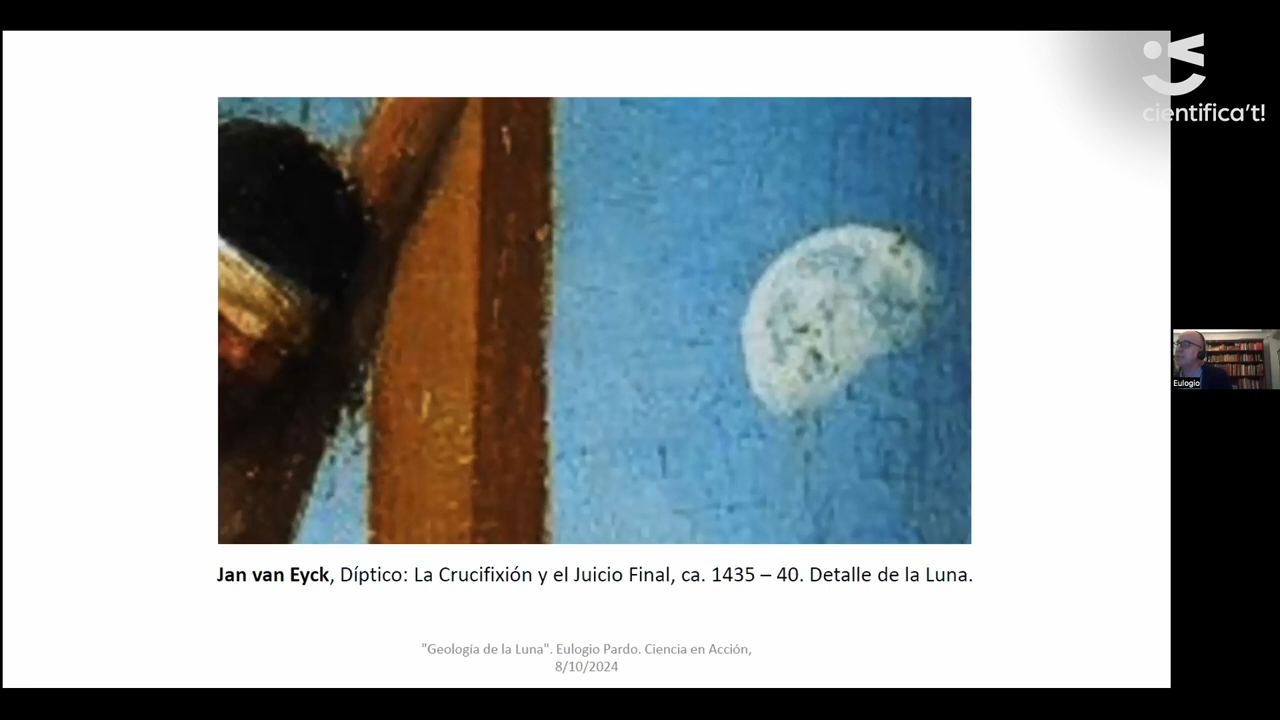 cientifica't!
Jan van Eyck, Díptico: La Crucifixión y el Juicio Final, ca. 1435 – 40. Detalle de la Luna.
"Geología de la Luna". Eulogio Pardo. Ciencia en Acción,
8/10/2024
Eulogio